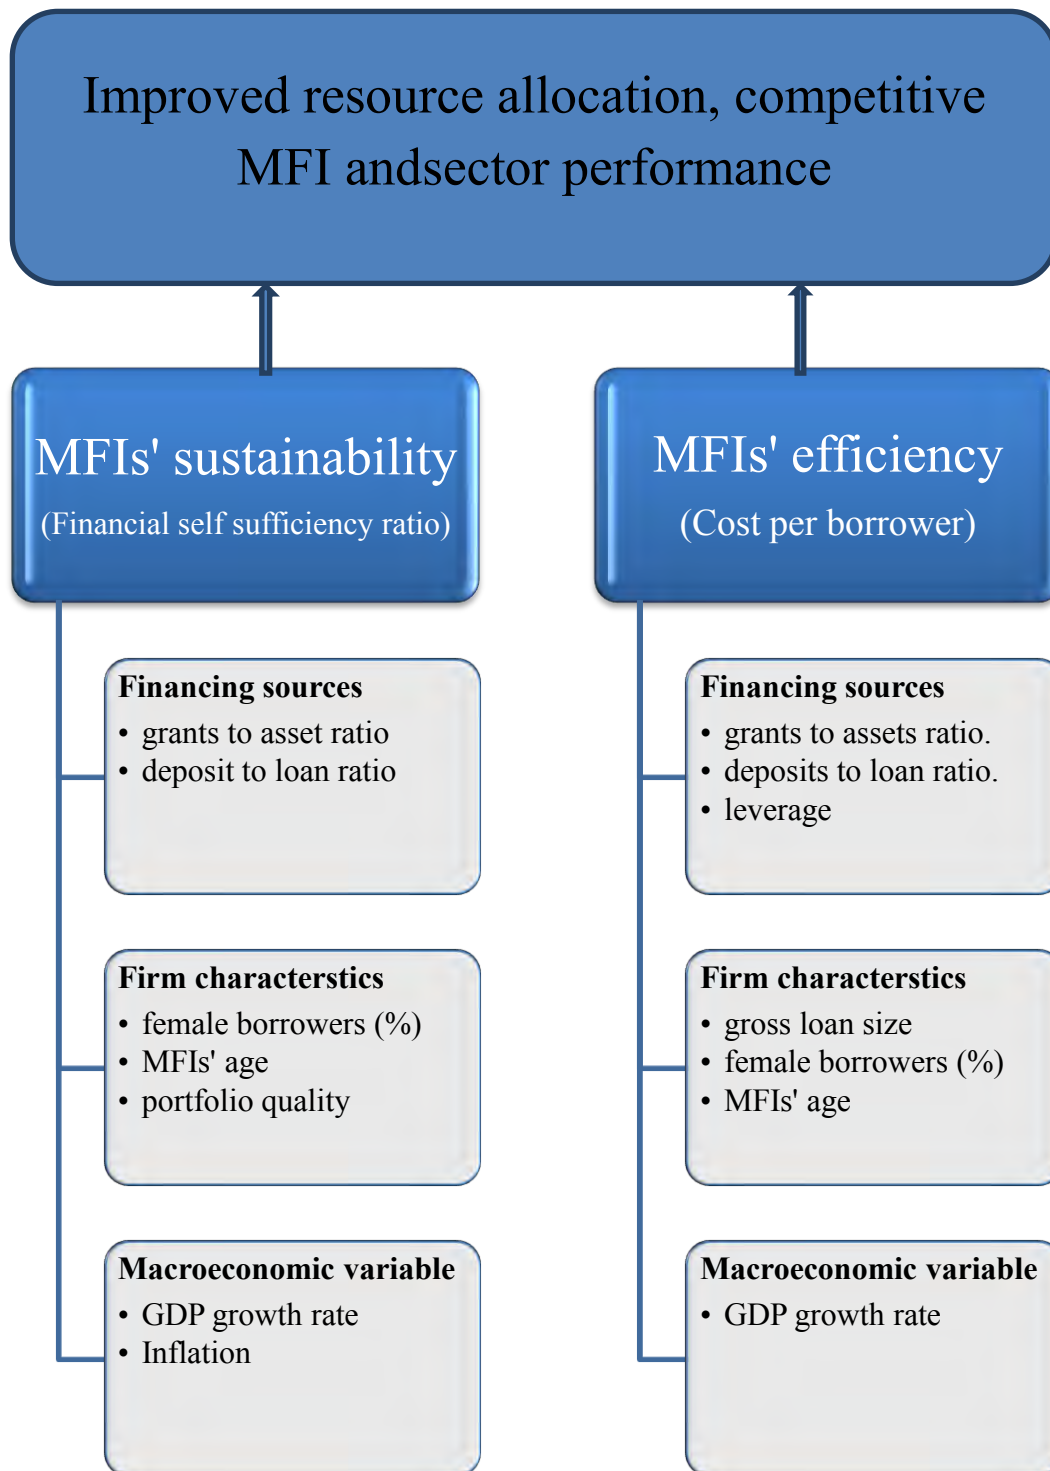 Improved resource allocation, competitive
MFI andsector performance
MFIs' sustainability
(Financial self sufficiency ratio)
Financing sources
• grants to asset ratio
• deposit to loan ratio
Firm characterstics
• female borrowers (%)
• MFIs' age
• portfolio quality
Macroeconomic variable
• GDP growth rate
• Inflation
MFIs' efficiency
(Cost per borrower)
Financing sources
• grants to assets ratio.
• deposits to loan ratio.
• leverage
Firm characterstics
• gross loan size
• female borrowers (%)
• MFIs' age
Macroeconomic variable
• GDP growth rate